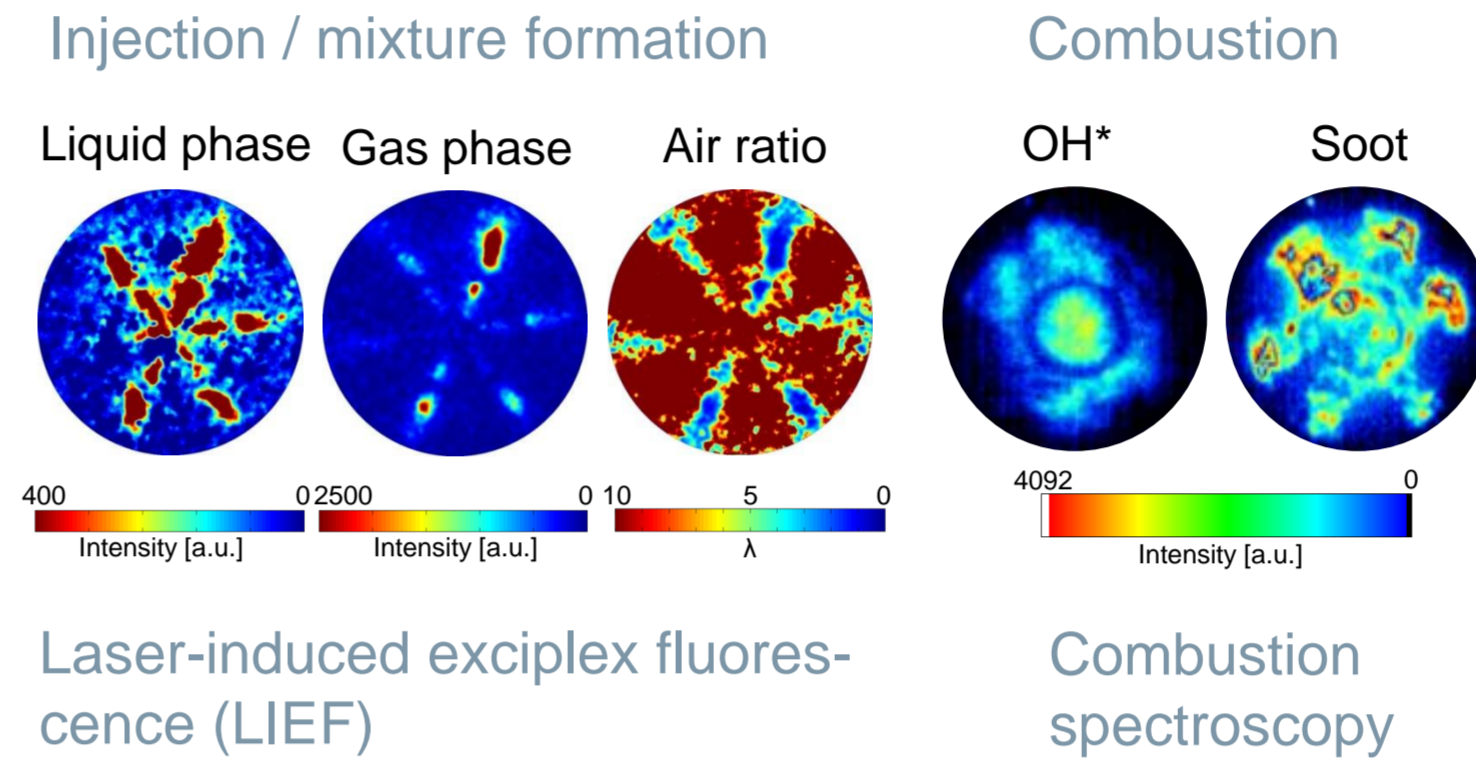 Injection / mixture formation
Combustion
Liquid phase
Gas phase
Air ratio
OH*
Soot
400
0
2500
0
10
5
0
4092
0
Intensity [a.u.]
Intensity [a.u.]
λ
Intensity [a.u.]
Laser-induced exciplex fluores-
cence (LIEF)
Combustion
spectroscopy